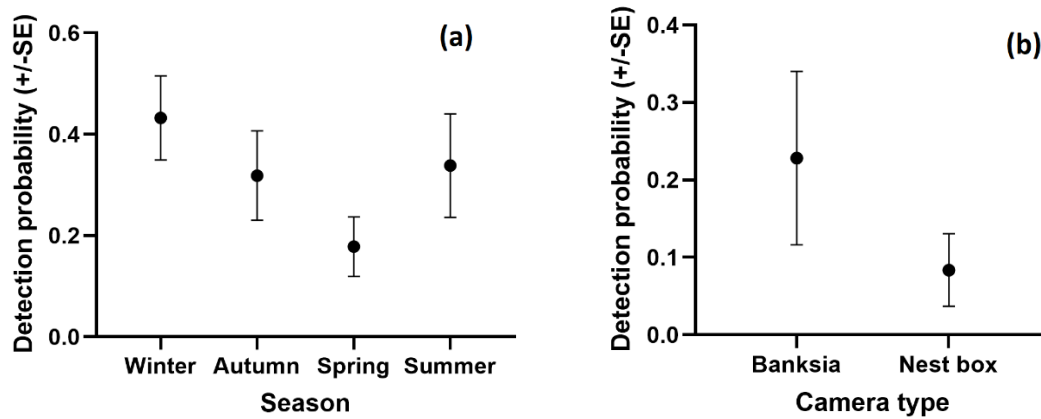 (a)
Detection probability (+/-SE)
0.6
0.4
0.2
0.0
Winter Autumn Spring Summer
Season
(b)
Detection probability (+/-SE)
0.4
0.3
0.2
0.1
0.0
Banksia Nest box
Camera type